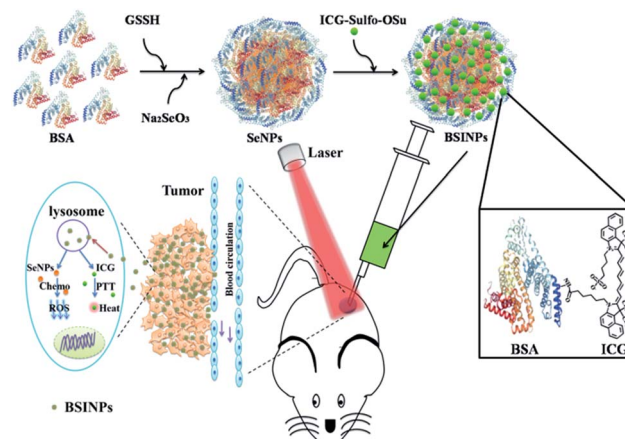 GSSH
ICG-Sulfo-OSu
Na₂SeO₃
BSA
SeNPs
BSINPs
Laser
Tumor
lysosome
SeNPs
ICG
Chemo
PTT
ROS
Heat
Blood circulation
BSINPs
BSA
ICG